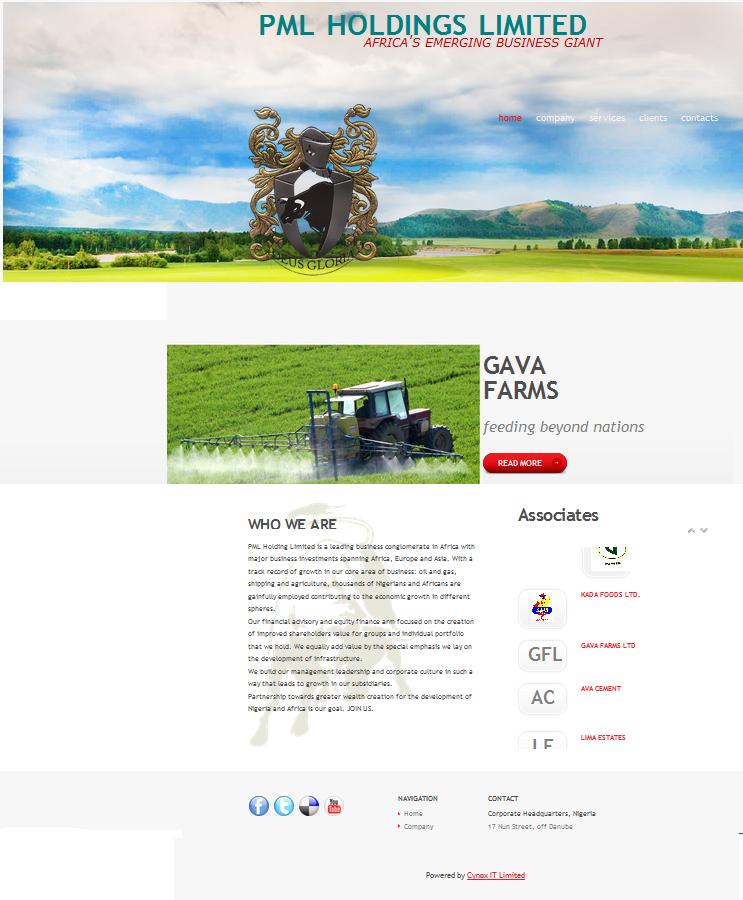 PML HOLDINGS LIMITED
AFRICA'S EMERGING BUSINESS GIANT
home company services clients contacts
DEUS GLORIA
GAVA
FARMS
feeding beyond nations
READ MORE
WHO WE ARE
PML Holding Limited is a leading business conglomerate in Africa with
major business investments spanning Africa, Europe and Asia. With a
track record of growth in our core area of business: oil and gas,
shipping and agriculture, thousands of Nigerians and Africans are
gainfully employed contributing to the economic growth in different
spheres.
Our financial advisory and equity finance arm focused on the creation
of improved shareholders value for groups and individual portfolio
that we hold. We equally add value by the special emphasis we lay on
the development of infrastructure.
We build our management leadership and corporate culture in such a
way that leads to growth in our subsidiaries.
Partnership towards greater wealth creation for the development of
Nigeria and Africa is our goal. JOIN US.
Associates
KADA FOODS LTD.
GFL
GAVA FARMS LTD
AC
AVA CEMENT
LE
LIMA ESTATES
You
Tube
NAVIGATION
Home
Company
CONTACT
Corporate Headquarters, Nigeria
17 Nun Street, off Danube
Powered by Cynox IT Limited